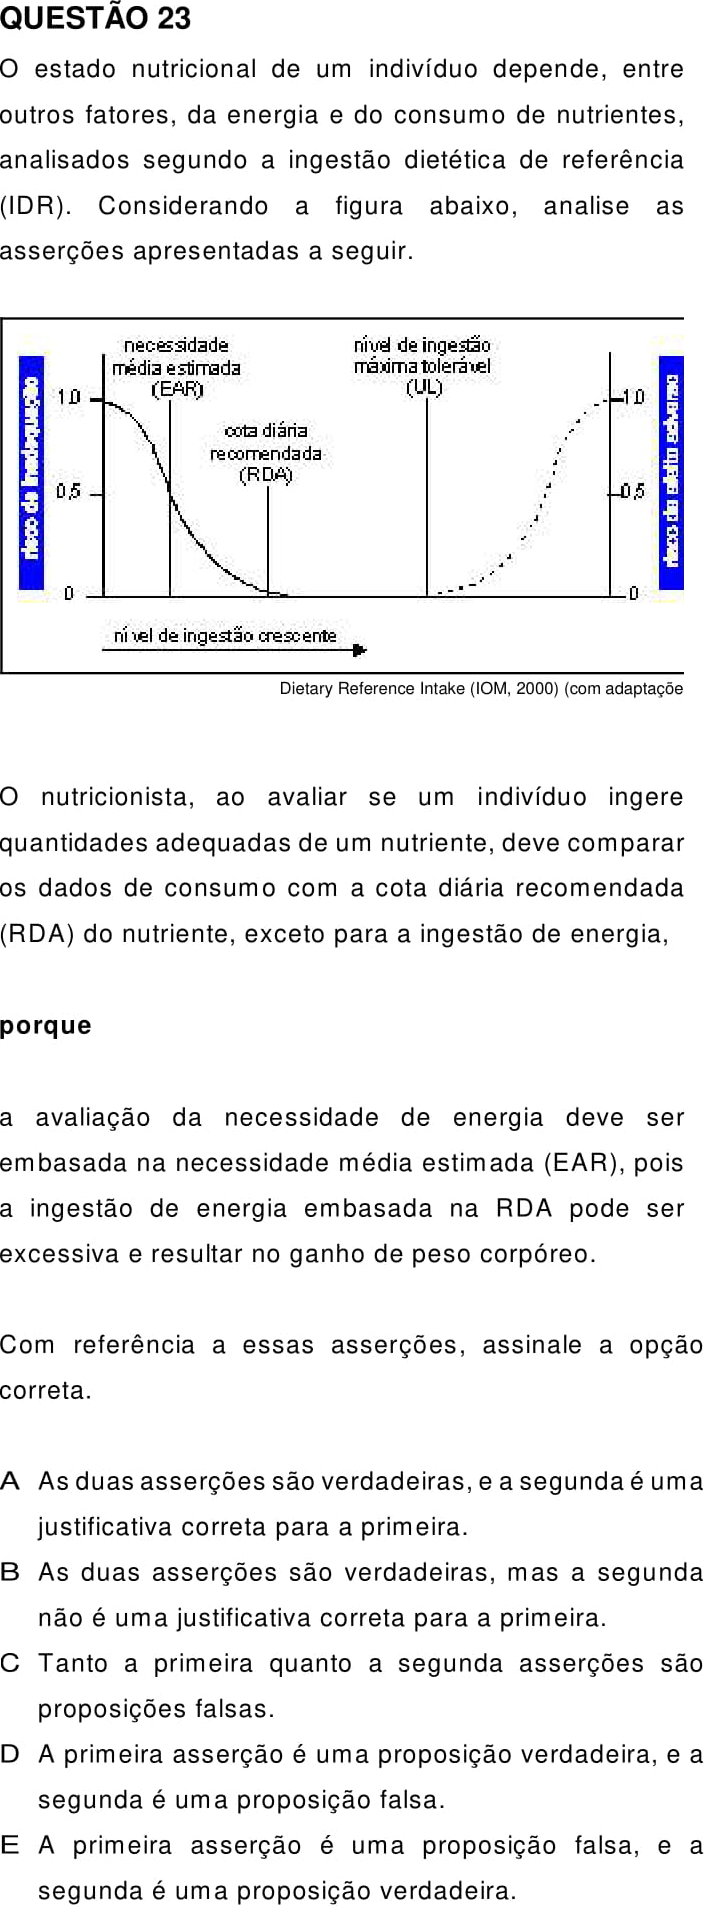 QUESTÃO 23
O estado nutricional de um indivíduo depende, entre
outros fatores, da energia e do consumo de nutrientes,
analisados segundo a ingestão dietética de referência
(IDR). Considerando a figura abaixo, analise as
asserções apresentadas a seguir.
necessidade
média estimada
(EAR)
nível de ingestão
máxima tolerável
(UL)
cota diária
recomendada
(RDA)
risco de inadequação
1.0
0,5
0
1.0
0,5
0
risco de efeito adverso
nível de ingestão crescente
Dietary Reference Intake (IOM, 2000) (com adaptaçõe
O nutricionista, ao avaliar se um indivíduo ingere
quantidades adequadas de um nutriente, deve comparar
os dados de consumo com a cota diária recomendada
(RDA) do nutriente, exceto para a ingestão de energia,
porque
a avaliação da necessidade de energia deve ser
embasada na necessidade média estimada (EAR), pois
a ingestão de energia embasada na RDA pode ser
excessiva e resultar no ganho de peso corpóreo.
Com referência a essas asserções, assinale a opção
correta.
A As duas asserções são verdadeiras, e a segunda é uma
justificativa correta para a primeira.
B As duas asserções são verdadeiras, mas a segunda
não é uma justificativa correta para a primeira.
C Tanto a primeira quanto a segunda asserções são
proposições falsas.
D A primeira asserção é uma proposição verdadeira, e a
segunda é uma proposição falsa.
E A primeira asserção é uma proposição falsa, e a
segunda é uma proposição verdadeira.